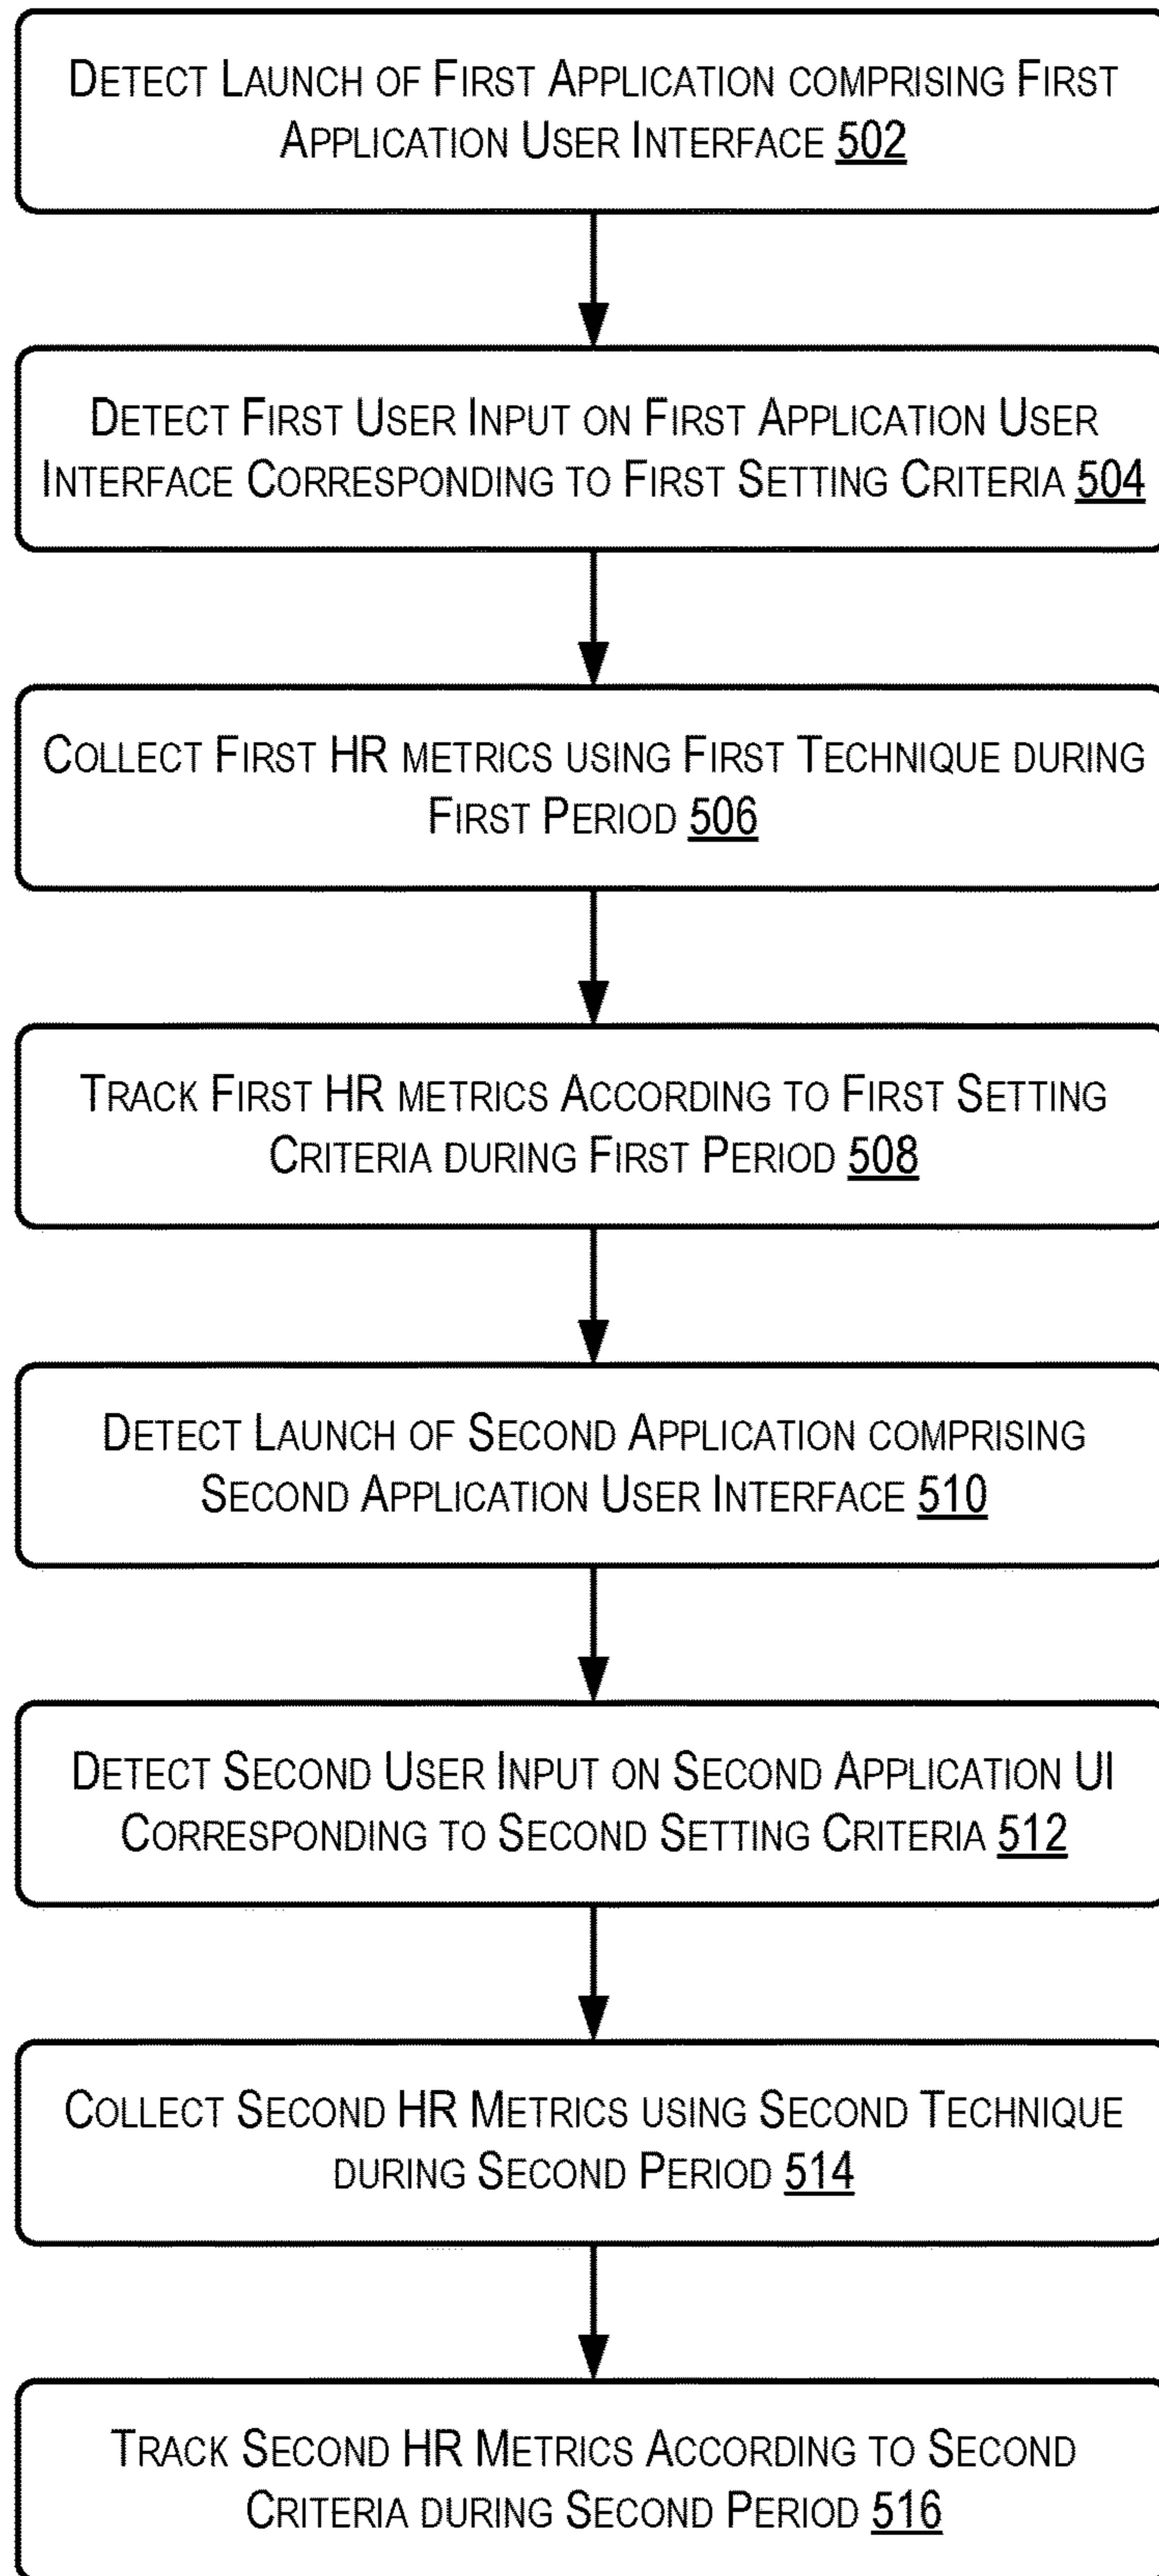 DETECT LAUNCH OF FIRST APPLICATION COMPRISING FIRST
APPLICATION USER INTERFACE 502
DETECT FIRST USER INPUT ON FIRST APPLICATION USER
INTERFACE CORRESPONDING TO FIRST SETTING CRITERIA 504
COLLECT FIRST HR METRICS USING FIRST TECHNIQUE DURING
FIRST PERIOD 506
TRACK FIRST HR METRICS ACCORDING TO FIRST SETTING
CRITERIA DURING FIRST PERIOD 508
DETECT LAUNCH OF SECOND APPLICATION COMPRISING
SECOND APPLICATION USER INTERFACE 510
DETECT SECOND USER INPUT ON SECOND APPLICATION UI
CORRESPONDING TO SECOND SETTING CRITERIA 512
COLLECT SECOND HR METRICS USING SECOND TECHNIQUE
DURING SECOND PERIOD 514
TRACK SECOND HR METRICS ACCORDING TO SECOND
CRITERIA DURING SECOND PERIOD 516